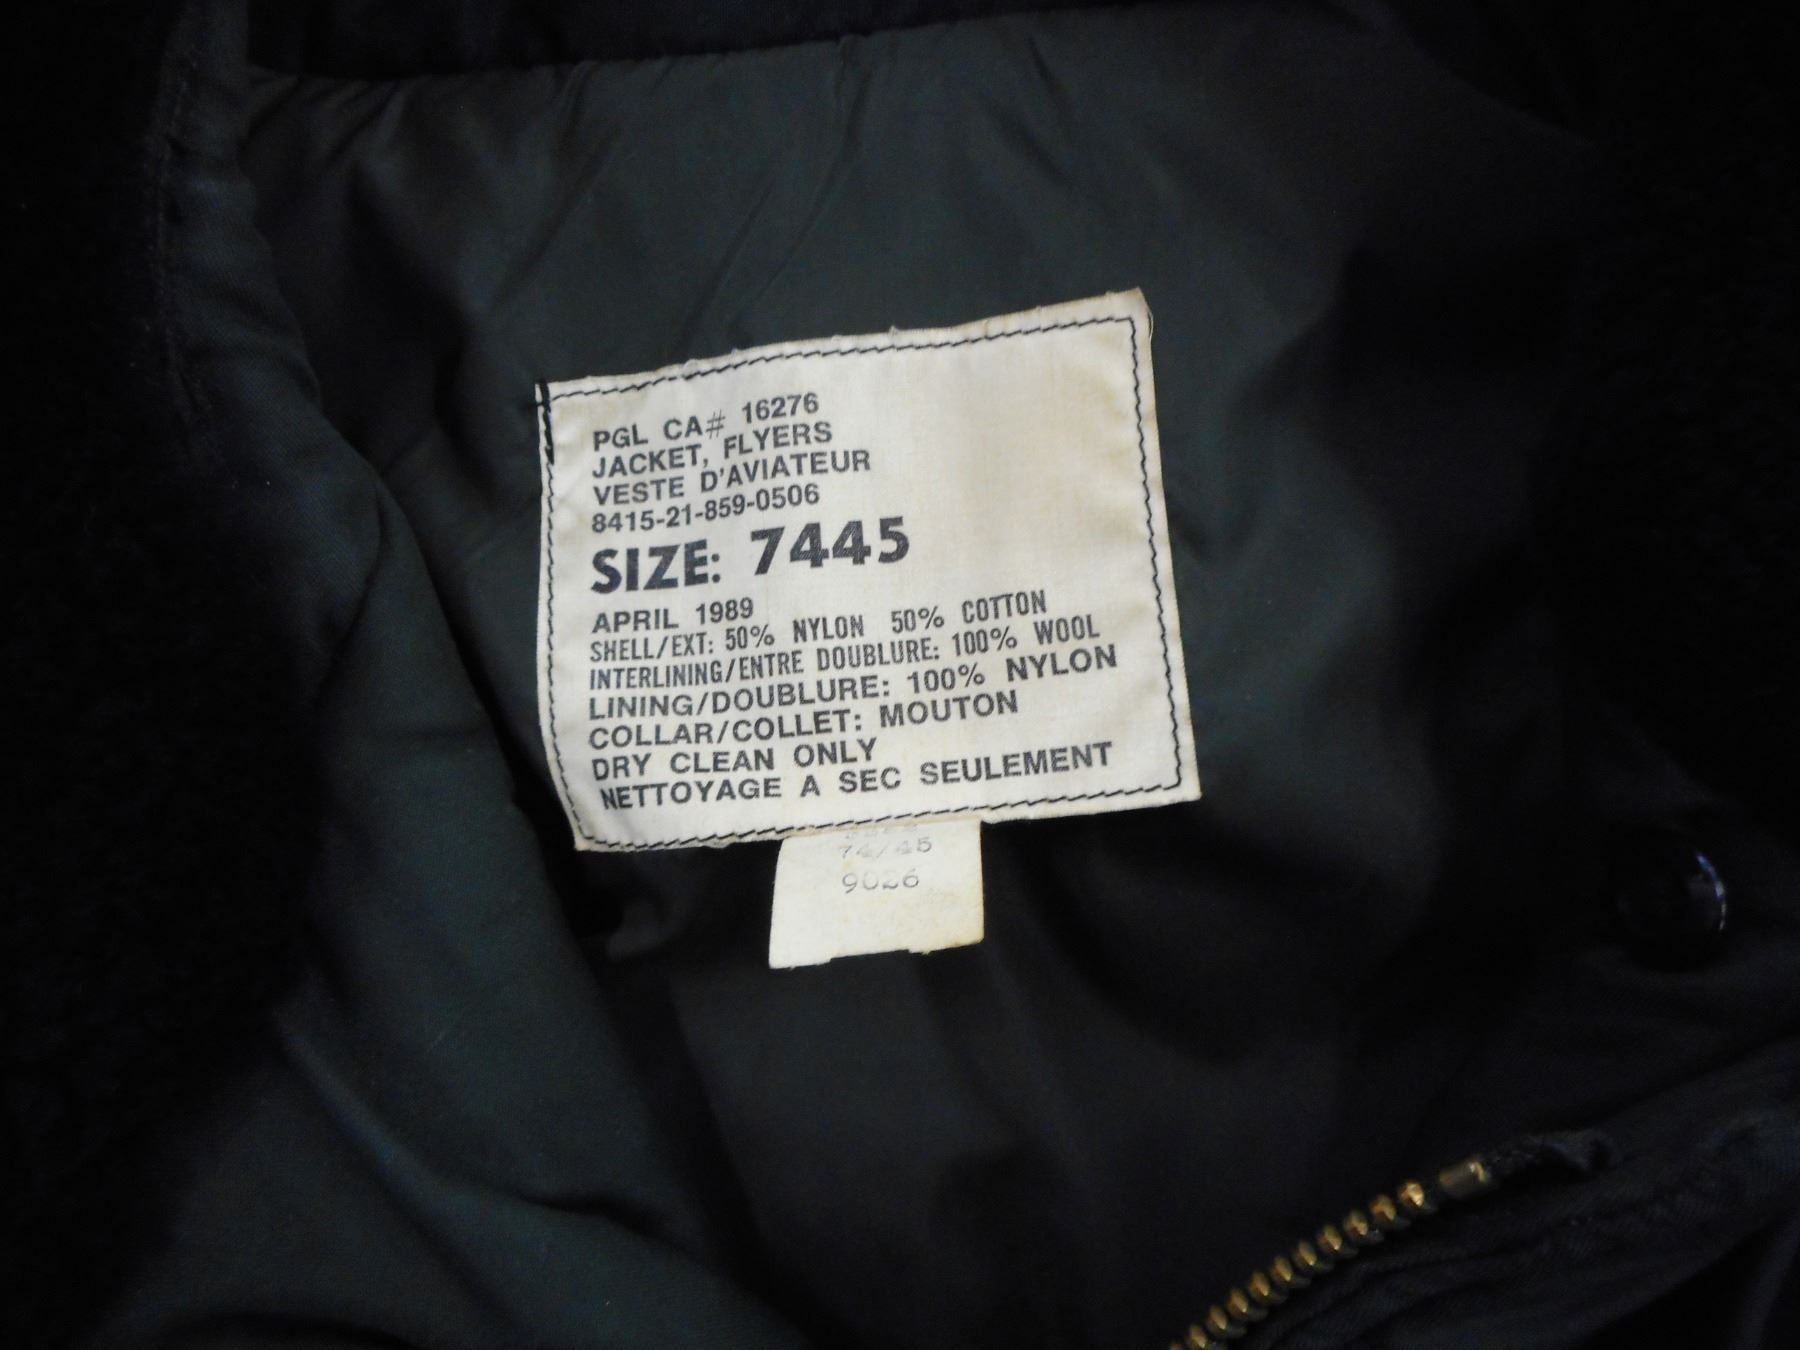 PGL CA# 16276
JACKET, FLYERS
VESTE D'AVIATEUR
8415-21-859-0506
SIZE: 7445
APRIL 1989
SHELL/EXT: 50% NYLON 50% COTTON
INTERLINING/ENTRE DOUBLURE: 100% WOOL
LINING/DOUBLURE: 100% NYLON
COLLAR/COLLET: MOUTON
DRY CLEAN ONLY
NETTOYAGE A SEC SEULEMENT
74/45
9026